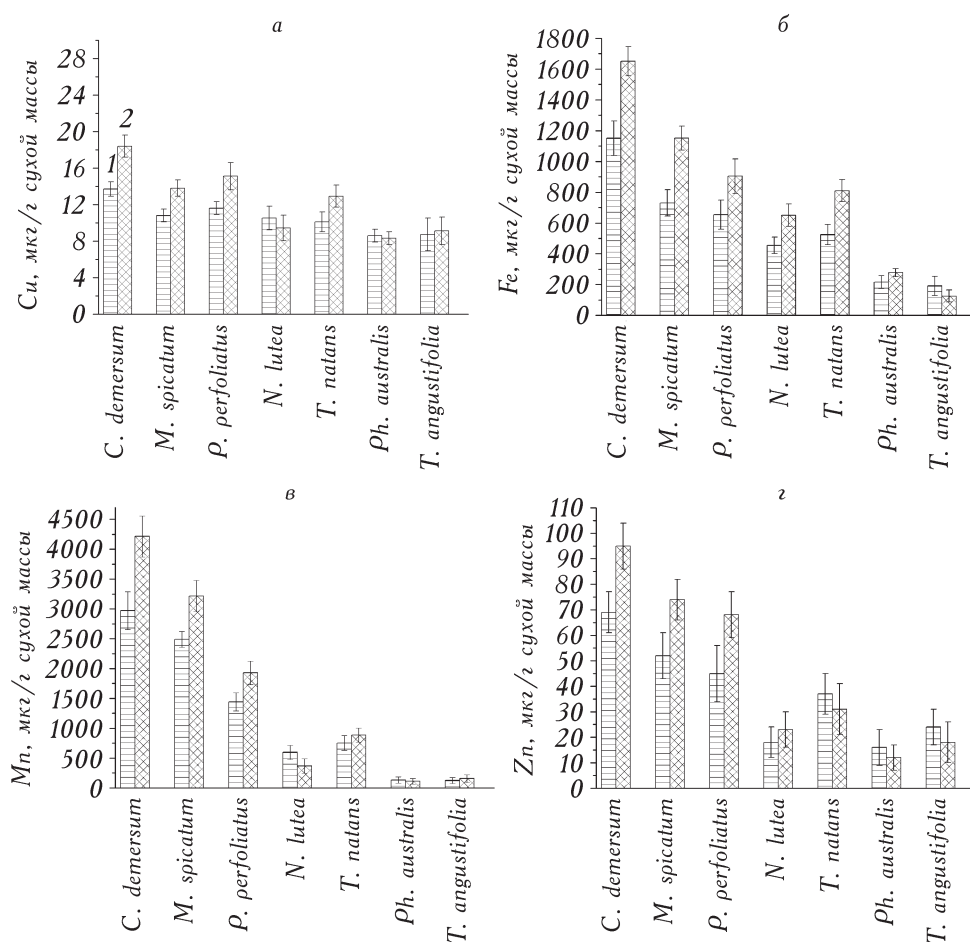 а
Cu, мкг/г сухой массы
28
24
20
16
12
8
4
0
1
2
C. demersum
M. spicatum
P. perfoliatus
N. lutea
T. natans
Ph. australis
T. angustifolia
б
Fe, мкг/г сухой массы
1800
1600
1400
1200
1000
800
600
400
200
0
C. demersum
M. spicatum
P. perfoliatus
N. lutea
T. natans
Ph. australis
T. angustifolia
в
Mn, мкг/г сухой массы
4500
4000
3500
3000
2500
2000
1500
1000
500
0
C. demersum
M. spicatum
P. perfoliatus
N. lutea
T. natans
Ph. australis
T. angustifolia
г
Zn, мкг/г сухой массы
110
100
90
80
70
60
50
40
30
20
10
0
C. demersum
M. spicatum
P. perfoliatus
N. lutea
T. natans
Ph. australis
T. angustifolia